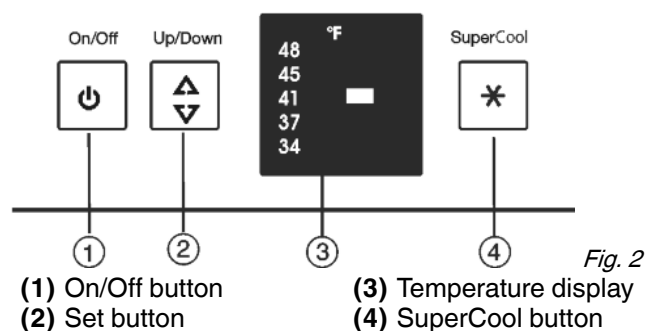 On/Off Up/Down °F SuperCool
48
45
41
37
34
1 2 3 4
Fig. 2
(1) On/Off button (3) Temperature display
(2) Set button (4) SuperCool button